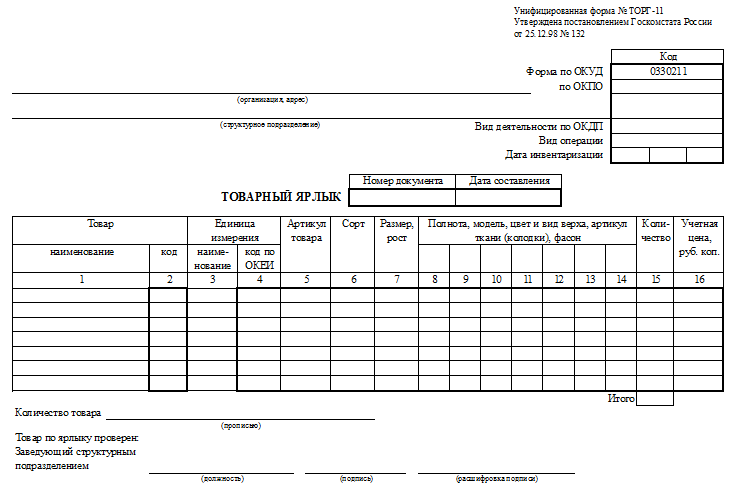 Унифицированная форма № ТОРГ-11
Утверждена постановлением Госкомстата России
от 25.12.98 № 132
Код
Форма по ОКУД 0330211
по ОКПО
(организация, адрес)
(структурное подразделение)
Вид деятельности по ОКДП
Вид операции
Дата инвентаризации
Номер документа Дата составления
ТОВАРНЫЙ ЯРЛЫК
Товар Единица измерения Артикул товара Сорт Размер, рост Полнота, модель, цвет и вид верха, артикул ткани (колодки), фасон Коли-чество Учетная цена, руб. коп.
наименование код наиме-нование код по ОКЕИ
1 2 3 4 5 6 7 8 9 10 11 12 13 14 15 16
Итого
Количество товара
(прописью)
Товар по ярлыку проверен:
Заведующий структурным
подразделением
(должность) (подпись) (расшифровка подписи)